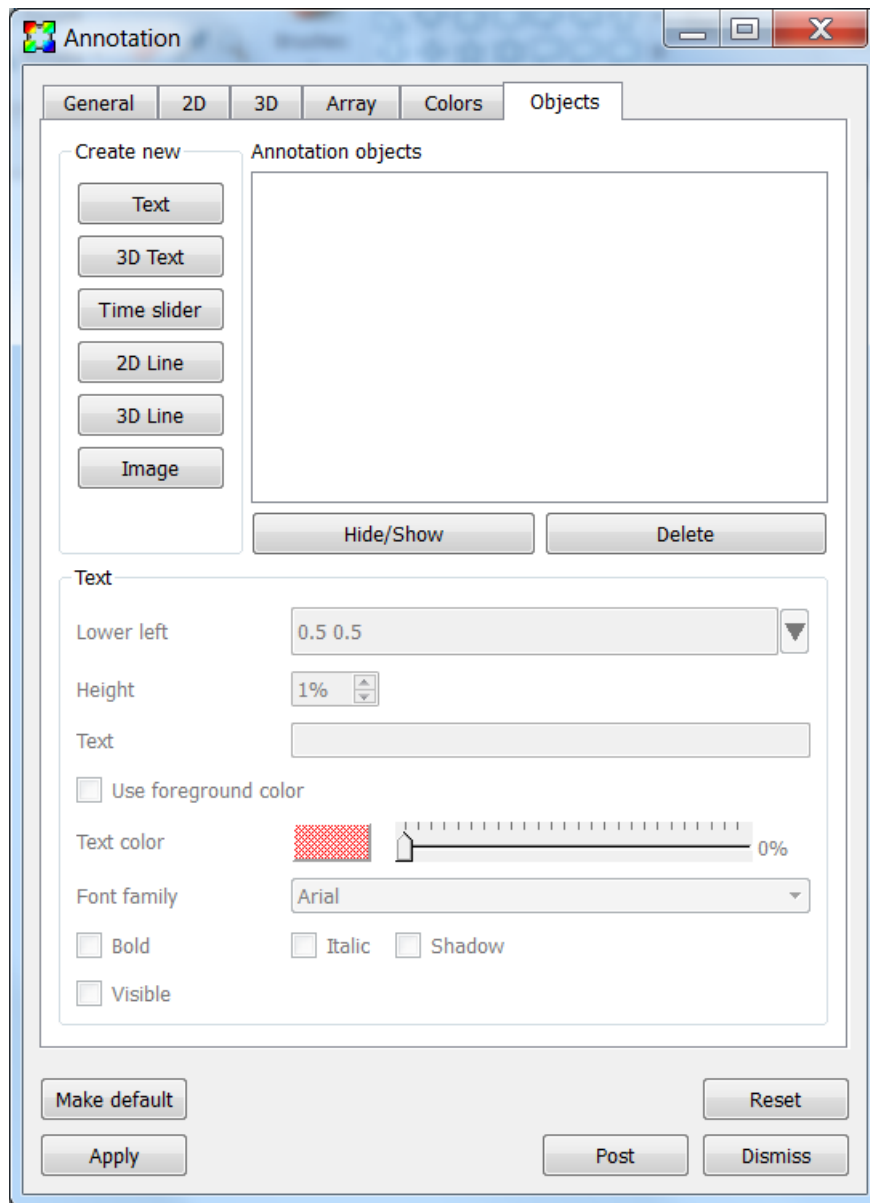 Annotation
Brushes
General 2D 3D Array Colors Objects
Create new
Text
3D Text
Time slider
2D Line
3D Line
Image
Annotation objects
Hide/Show Delete
Text
Lower left 0.5 0.5
Height 1%
Text
Use foreground color
Text color 0%
Font family Arial
Bold Italic Shadow
Visible
Make default Reset
Apply Post Dismiss